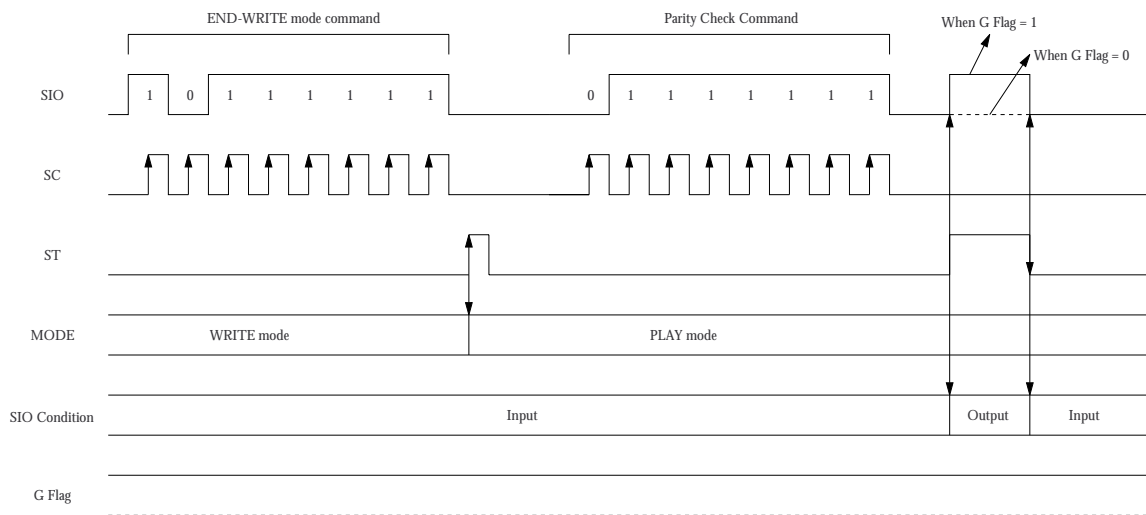 END-WRITE mode command Parity Check Command
When G Flag = 1
When G Flag = 0
SIO 1 0 1 1 1 1 1 1 0 1 1 1 1 1 1 1
SC
ST
MODE WRITE mode PLAY mode
SIO Condition Input Output Input
G Flag